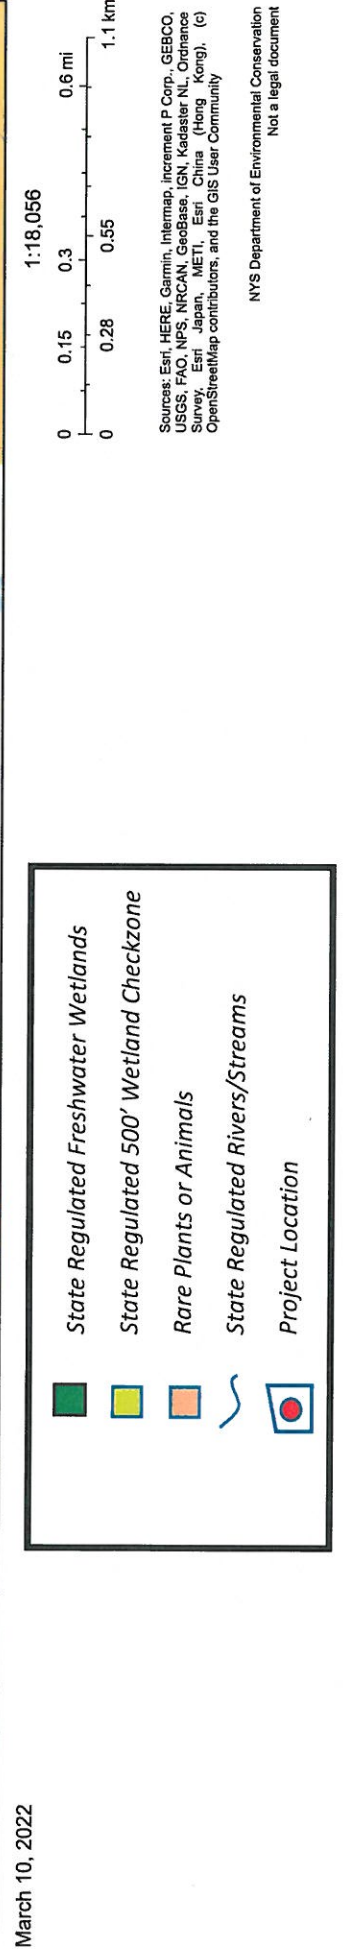 March 10, 2022
State Regulated Freshwater Wetlands
State Regulated 500' Wetland Checkzone
Rare Plants or Animals
State Regulated Rivers/Streams
Project Location
1:18,056
0 0.15 0.3 0.6 mi
0 0.28 0.55 1.1 km
Sources: Esri, HERE, Garmin, Intermap, increment P Corp., GEBCO,
USGS, FAO, NPS, NRCAN, GeoBase, IGN, Kadaster NL, Ordnance
Survey, Esri Japan, METI, Esri China (Hong Kong), (c)
OpenStreetMap contributors, and the GIS User Community
NYS Department of Environmental Conservation
Not a legal document